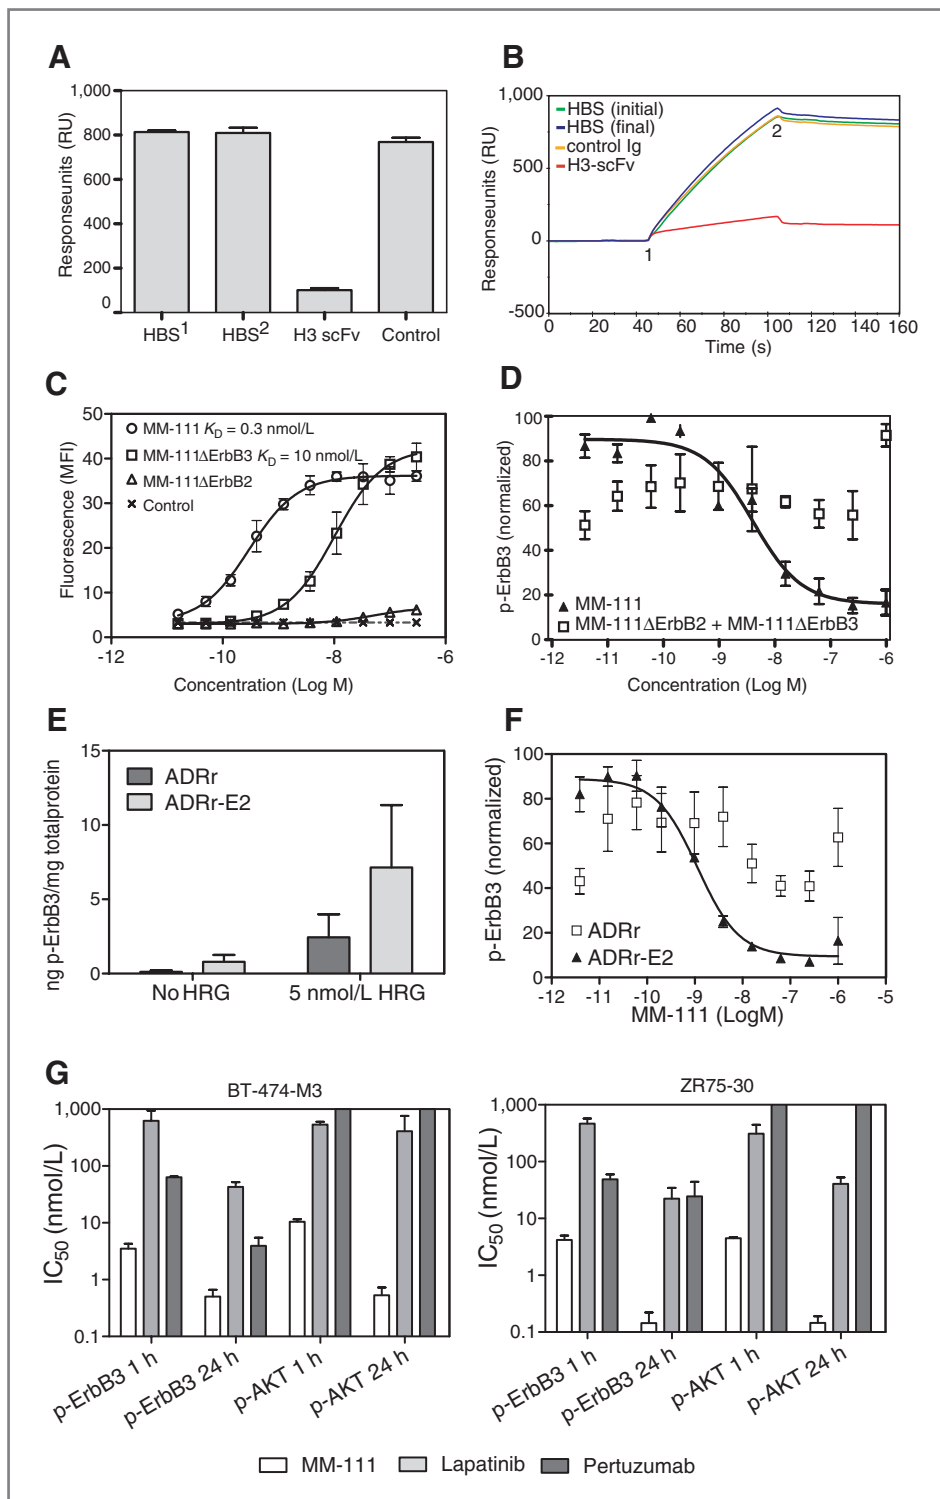 A
1,000
800
600
400
200
0
Responseunits (RU)
HBS1
HBS2
H3 scFv
Control
B
1,000
500
0
-500
Responseunits (RU)
HBS (initial)
HBS (final)
control Ig
H3-scFv
1
2
0 20 40 60 80 100 120 140 160
Time (s)
C
50
40
30
20
10
0
Fluorescence (MFI)
MM-111 KD = 0.3 nmol/L
MM-111ΔErbB3 KD = 10 nmol/L
MM-111ΔErbB2
Control
-10 -8 -6
Concentration (Log M)
D
100
80
60
40
20
0
p-ErbB3 (normalized)
MM-111
MM-111ΔErbB2 + MM-111ΔErbB3
-12 -11 -10 -9 -8 -7 -6
Concentration (Log M)
E
15
10
5
0
ng p-ErbB3/mg totalprotein
ADRr
ADRr-E2
No HRG
5 nmol/L HRG
F
100
80
60
40
20
0
p-ErbB3 (normalized)
ADRr
ADRr-E2
-12 -11 -10 -9 -8 -7 -6 -5
MM-111 (LogM)
G
BT-474-M3
1,000
100
10
1
0.1
IC50 (nmol/L)
p-ErbB3 1 h
p-ErbB3 24 h
p-AKT 1 h
p-AKT 24 h
ZR75-30
1,000
100
10
1
0.1
IC50 (nmol/L)
p-ErbB3 1 h
p-ErbB3 24 h
p-AKT 1 h
p-AKT 24 h
MM-111
Lapatinib
Pertuzumab